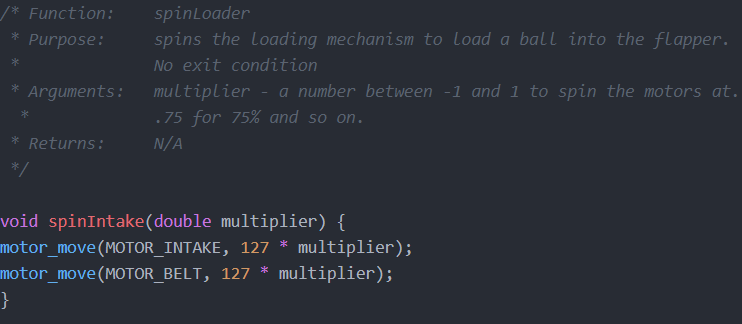 /* Function:    spinLoader
 * Purpose:     spins the loading mechanism to load a ball into the flapper.
 *              No exit condition
 * Arguments:   multiplier - a number between -1 and 1 to spin the motors at.
  *             .75 for 75% and so on.
 * Returns:     N/A
 */
void spinIntake(double multiplier) {
motor_move(MOTOR_INTAKE, 127 * multiplier);
motor_move(MOTOR_BELT, 127 * multiplier);
}